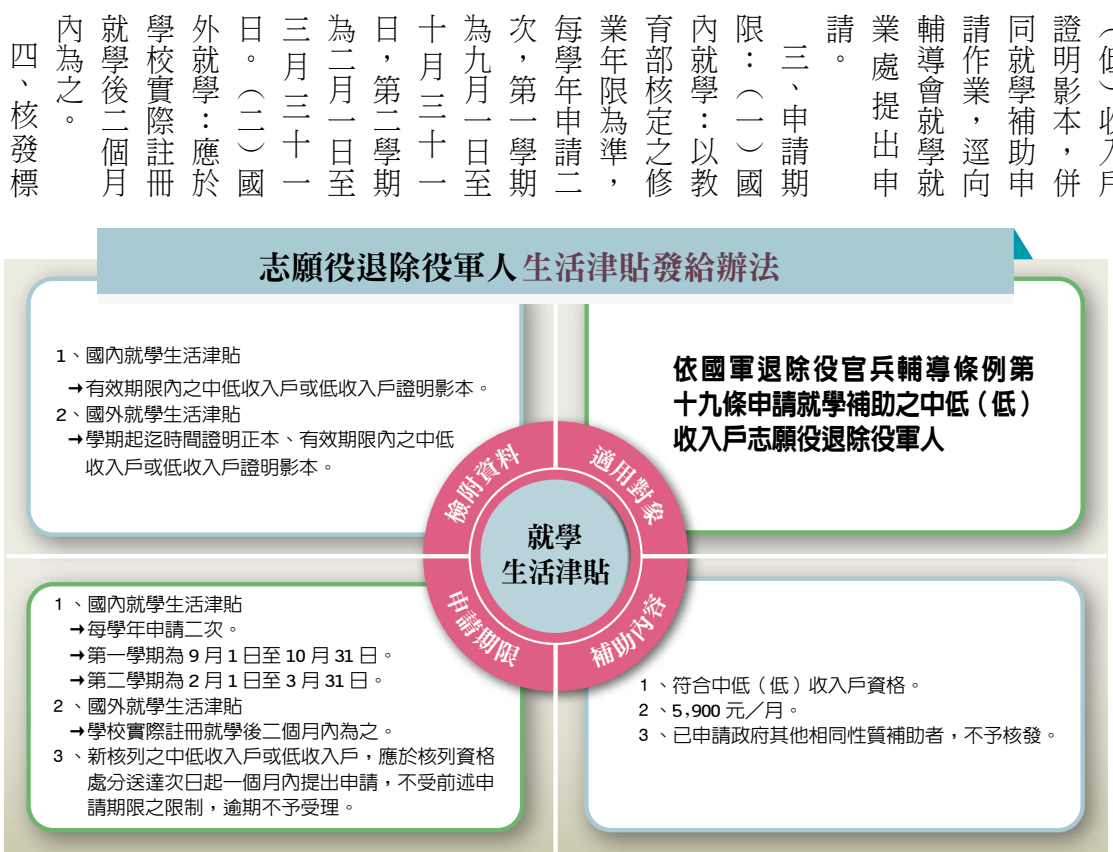 （低）收入戶
證明影本，併
同就學補助申
請作業，逕向
輔導會就學就
業處提出申
請。
三、申請期
限：（一）國
內就學：以教
育部核定之修
業年限為準，
每學年申請二
次，第一學期
為九月一日至
十月三十一
日，第二學期
為二月一日至
三月三十一
日。（二）國
外就學：應於
學校實際註冊
就學後二個月
內為之。
四、核發標
志願役退除役軍人生活津貼發給辦法
1、國內就學生活津貼
→有效期限內之中低收入戶或低收入戶證明影本。
2、國外就學生活津貼
→學期起迄時間證明正本、有效期限內之中低
收入戶或低收入戶證明影本。
依國軍退除役官兵輔導條例第
十九條申請就學補助之中低（低）
收入戶志願役退除役軍人
檢附資料
適用對象
就學
生活津貼
申請期限
補助內容
1、國內就學生活津貼
→每學年申請二次。
→第一學期為9月1日至10月31日。
→第二學期為2月1日至3月31日。
2、國外就學生活津貼
→學校實際註冊就學後二個月內為之。
3、新核列之中低收入戶或低收入戶，應於核列資格
處分送達次日起一個月內提出申請，不受前述申
請期限之限制，逾期不予受理。
1、符合中低（低）收入戶資格。
2、5,900元／月。
3、已申請政府其他相同性質補助者，不予核發。